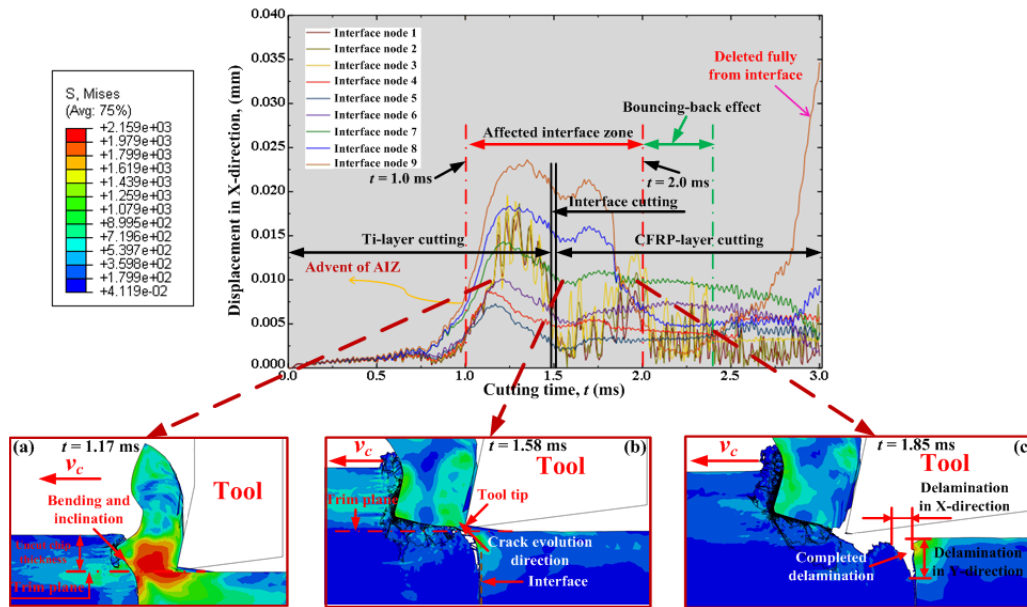 S, Mises
(Avg: 75%)
+2.159e+03
+1.979e+03
+1.799e+03
+1.619e+03
+1.439e+03
+1.259e+03
+1.079e+03
+8.995e+02
+7.196e+02
+5.397e+02
+3.598e+02
+1.799e+02
+4.119e-02
Displacement in X-direction, (mm)
0.040
0.035
0.030
0.025
0.020
0.015
0.010
0.005
0.000
Interface node 1
Interface node 2
Interface node 3
Interface node 4
Interface node 5
Interface node 6
Interface node 7
Interface node 8
Interface node 9
Deleted fully
from interface
Bouncing-back effect
Affected interface zone
t = 1.0 ms
t = 2.0 ms
Interface cutting
Ti-layer cutting
CFRP-layer cutting
Advent of AIZ
0.0
0.5
1.0
1.5
2.0
2.5
3.0
Cutting time, t (ms)
(a)
t = 1.17 ms
vc
Tool
Bending and
inclination
chip
thickness
Trim plane
t = 1.58 ms
(b)
vc
Tool
Trim plane
Tool tip
Crack evolution
direction
Interface
t = 1.85 ms
(c)
vc
Tool
Delamination
in X-direction
Completed
delamination
Delamination
in Y-direction